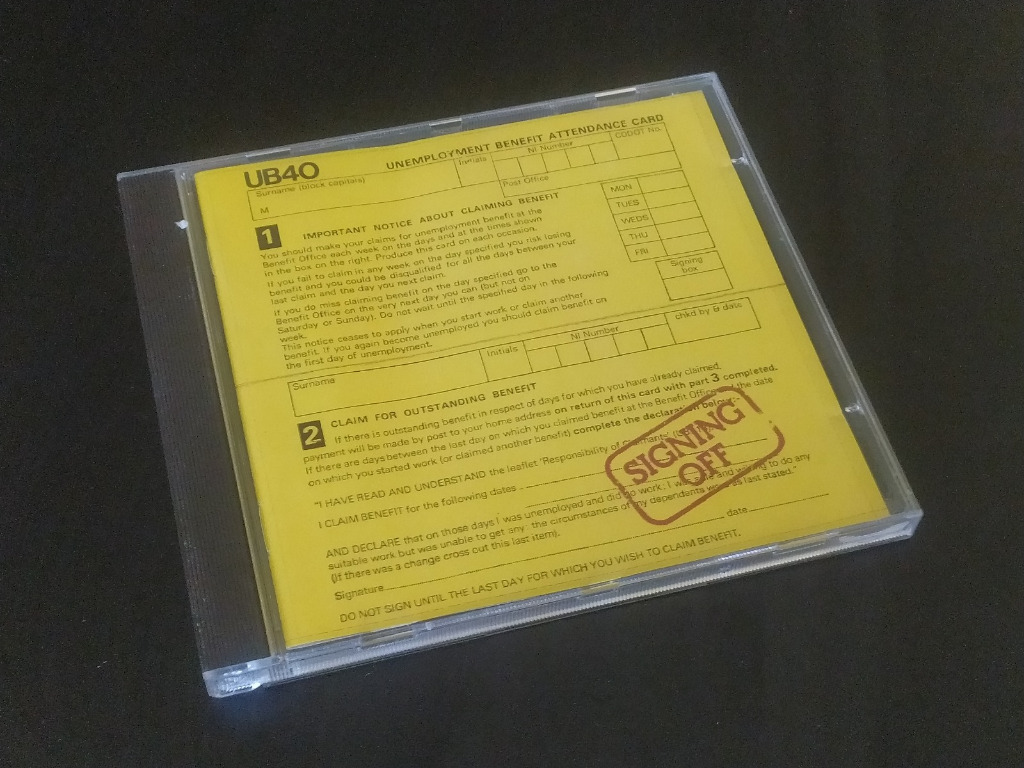 UB40 UNEMPLOYMENT BENEFIT ATTENDANCE CARD
Surname (block capitals) Initials NI Number CODOT No.
M
Post Office
1 IMPORTANT NOTICE ABOUT CLAIMING BENEFIT
You should make your claims for unemployment benefit at the
Benefit Office each week on the days and at the times shown
in the box on the right. Produce this card on each occasion.
If you fail to claim in any week on the day specified you risk losing
benefit and you could be disqualified for all the days between your
last claim and the day you next claim.
If you do miss claiming benefit on the day specified go to the
Benefit Office on the very next day you can (but not on
Saturday or Sunday). Do not wait until the specified day in the following
week.
This notice ceases to apply when you start work or claim another
benefit. If you again become unemployed you should claim benefit on
the first day of unemployment.
MON
TUES
WEDS
THU
FRI
Signing
box
Surname Initials NI Number chkd by & date
2 CLAIM FOR OUTSTANDING BENEFIT
If there is outstanding benefit in respect of days for which you have already claimed,
payment will be made by post to your home address on return of this card with part 3 completed.
If there are days between the last day on which you claimed benefit at the Benefit Office and the date
on which you started work (or claimed another benefit) complete the declaration below:-
"I HAVE READ AND UNDERSTAND the leaflet 'Responsibility of Claimants'
I CLAIM BENEFIT for the following dates
AND DECLARE that on those days I was unemployed and did no work; I was able and willing to do any
suitable work but was unable to get any: the circumstances of my dependents were as last stated."
(If there was a change cross out this last item).
Signature date
DO NOT SIGN UNTIL THE LAST DAY FOR WHICH YOU WISH TO CLAIM BENEFIT.
SIGNING
OFF